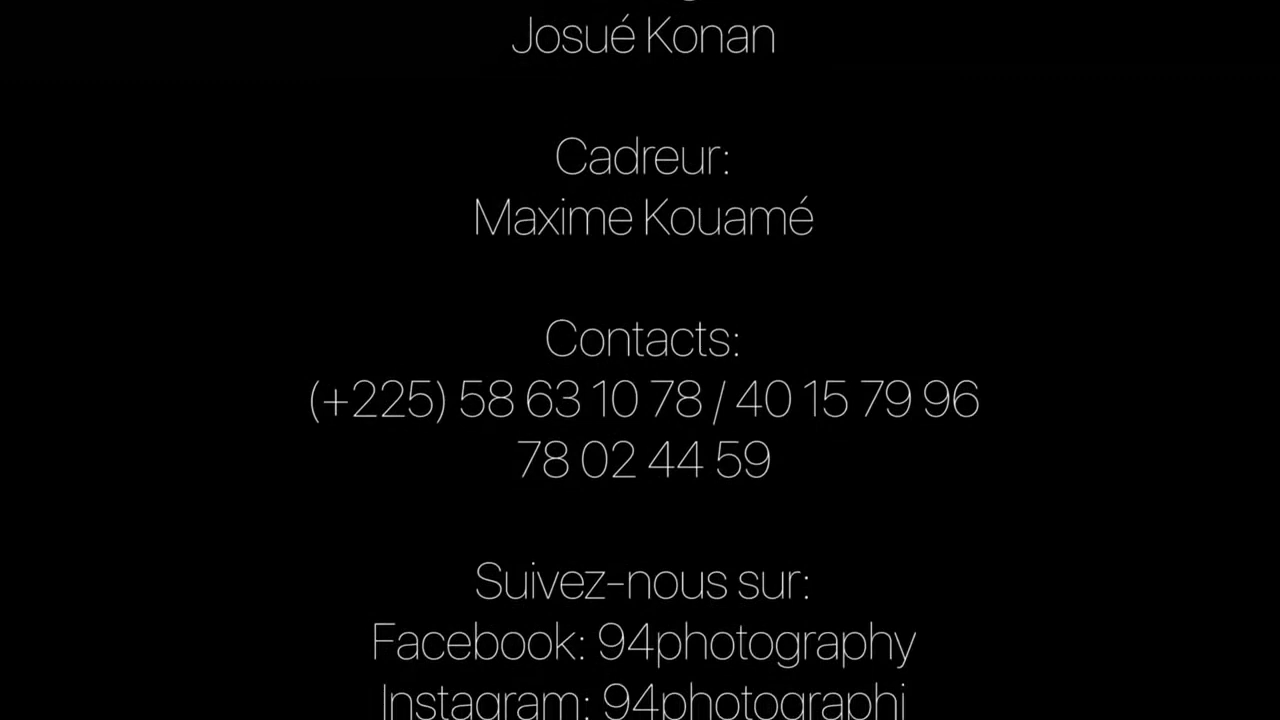 Josué Konan
Cadreur:
Maxime Kouamé
Contacts:
(+225) 58 63 10 78 / 40 15 79 96
78 02 44 59
Suivez-nous sur:
Facebook: 94photography
Instagram: 94photographi